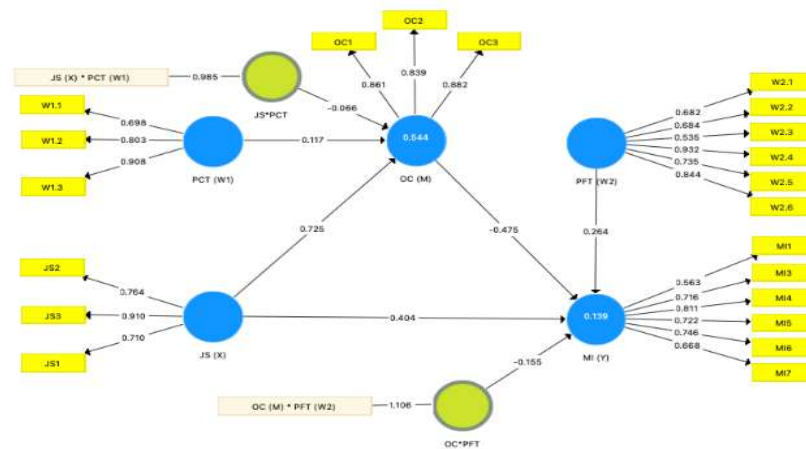 OC2
OC1
OC3
JS (X) * PCT (W1)
0.985
0.861
0.839
0.882
W2.1
W1.1
JS*PCT
-0.066
0.682
W2.2
0.698
0.684
W2.3
W1.2
0.803
0.117
0.544
0.535
0.932
W2.4
0.908
0.735
W1.3
PCT (W1)
OC (M)
PFT (W2)
0.844
W2.5
W2.6
0.725
-0.475
0.264
MI1
JS2
0.563
MI3
0.764
0.716
MI4
JS3
0.910
0.404
0.139
0.811
0.722
MI5
0.710
0.746
MI6
JS1
JS (X)
MI (Y)
0.668
MI7
-0.155
OC (M) * PFT (W2)
1.106
OC*PFT